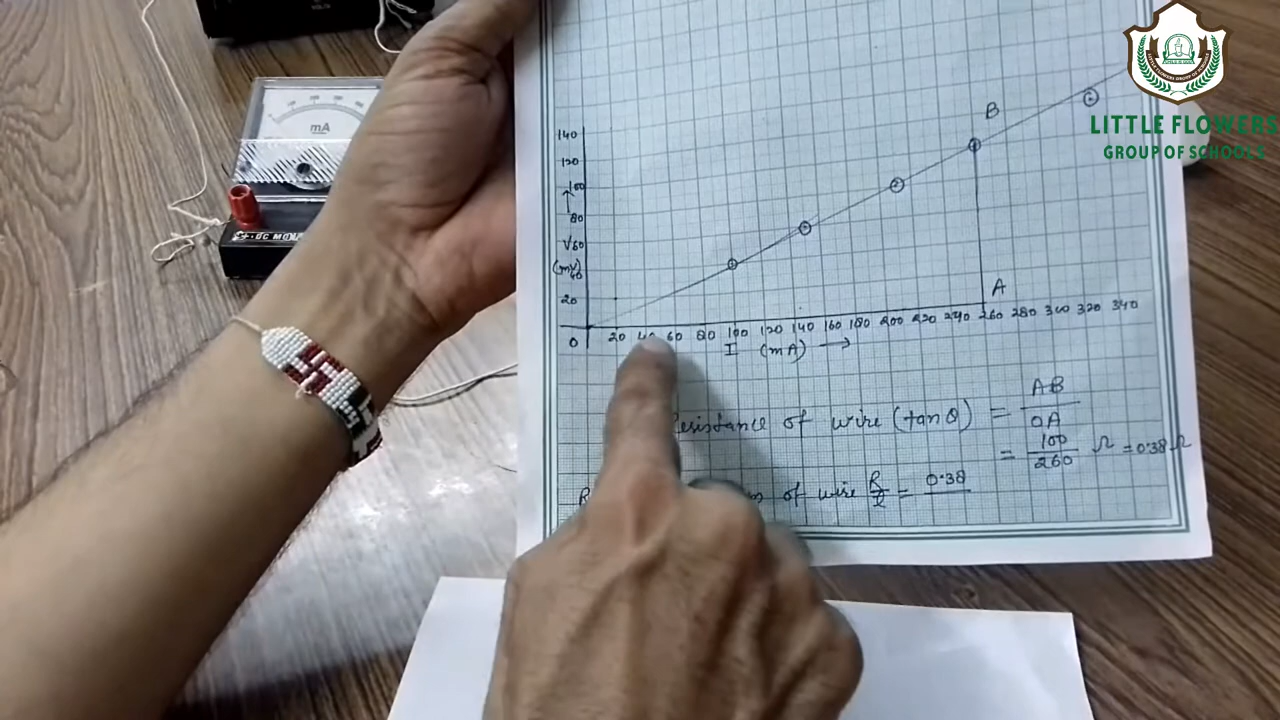 mA
LITTLE FLOWERS
GROUP OF SCHOOLS
B
140
120
100
80
V 60
(mV)
40
20
A
0 20 40 60 80 100 120 140 160 180 200 220 240 260 280 300 320 340
I (mA) →
Resistance of wire (tanθ) = AB
OA
= 100 Ω = 0.38 Ω
260
of wire R/l = 0.38